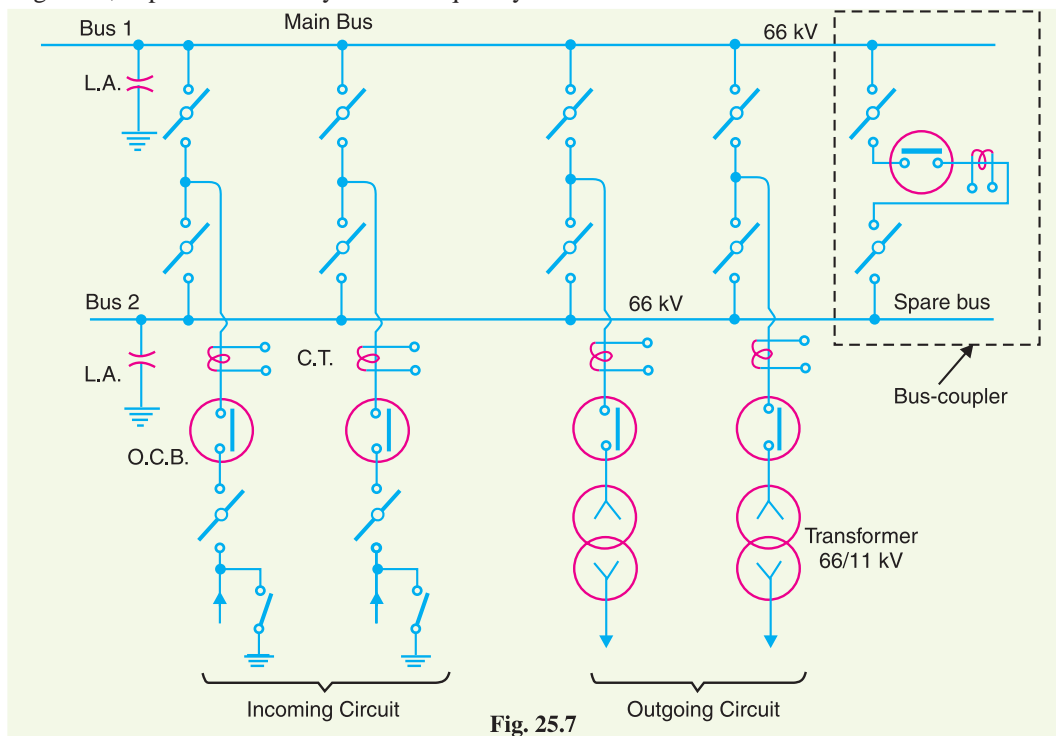 Bus 1
Main Bus
66 kV
L.A.
Bus 2
66 kV
Spare bus
L.A.
C.T.
Bus-coupler
O.C.B.
Transformer
66/11 kV
Incoming Circuit
Outgoing Circuit
Fig. 25.7